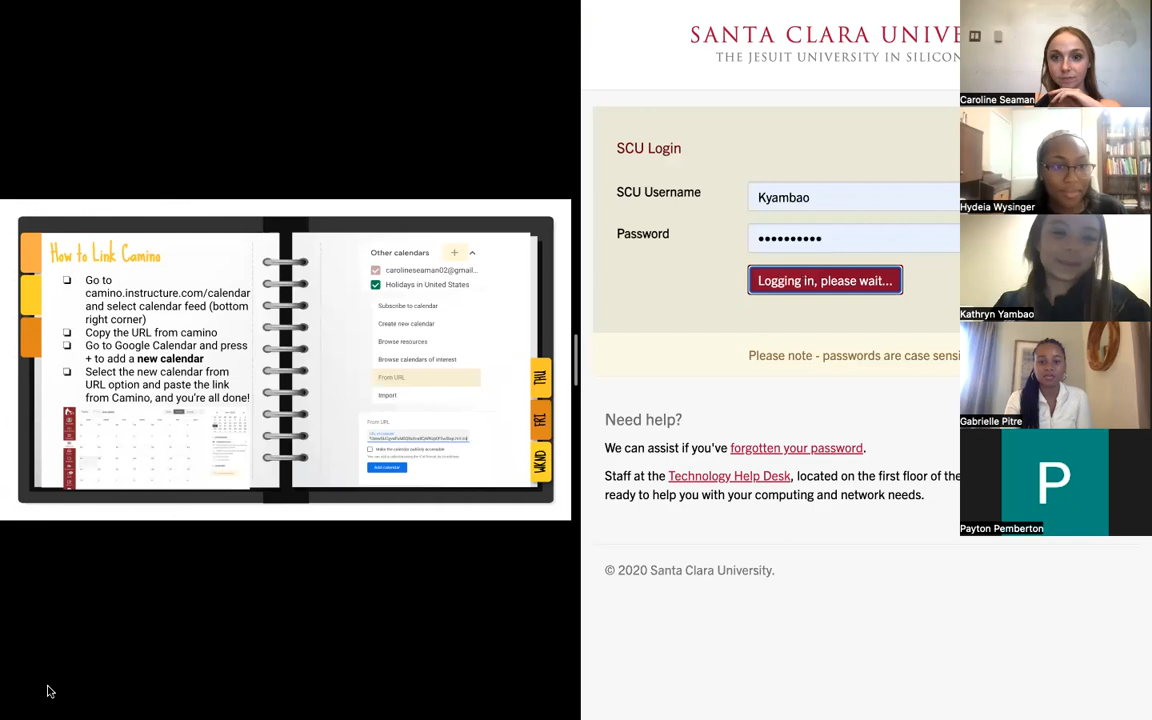 How to Link Camino
❏ Go to
camino.instructure.com/calendar
and select calendar feed (bottom
right corner)
❏ Copy the URL from camino
❏ Go to Google Calendar and press
+ to add a new calendar
❏ Select the new calendar from
URL option and paste the link
from Camino, and you're all done!
Other calendars
carolineseaman02@gmail...
Holidays in United States
Subscribe to calendar
Create new calendar
Browse resources
Browse calendars of interest
From URL
Import
From URL
Make the calendar publicly accessible
Add calendar
THU
FRI
WKND
SANTA CLARA UNIVE
THE JESUIT UNIVERSITY IN SILICON
SCU Login
SCU Username
Kyambao
Password
••••••••••
Logging in, please wait...
Please note - passwords are case sensi
Need help?
We can assist if you've forgotten your password.
Staff at the Technology Help Desk, located on the first floor of the
ready to help you with your computing and network needs.
© 2020 Santa Clara University.
Caroline Seaman
Hydeia Wysinger
Kathryn Yambao
Gabrielle Pitre
P
Payton Pemberton